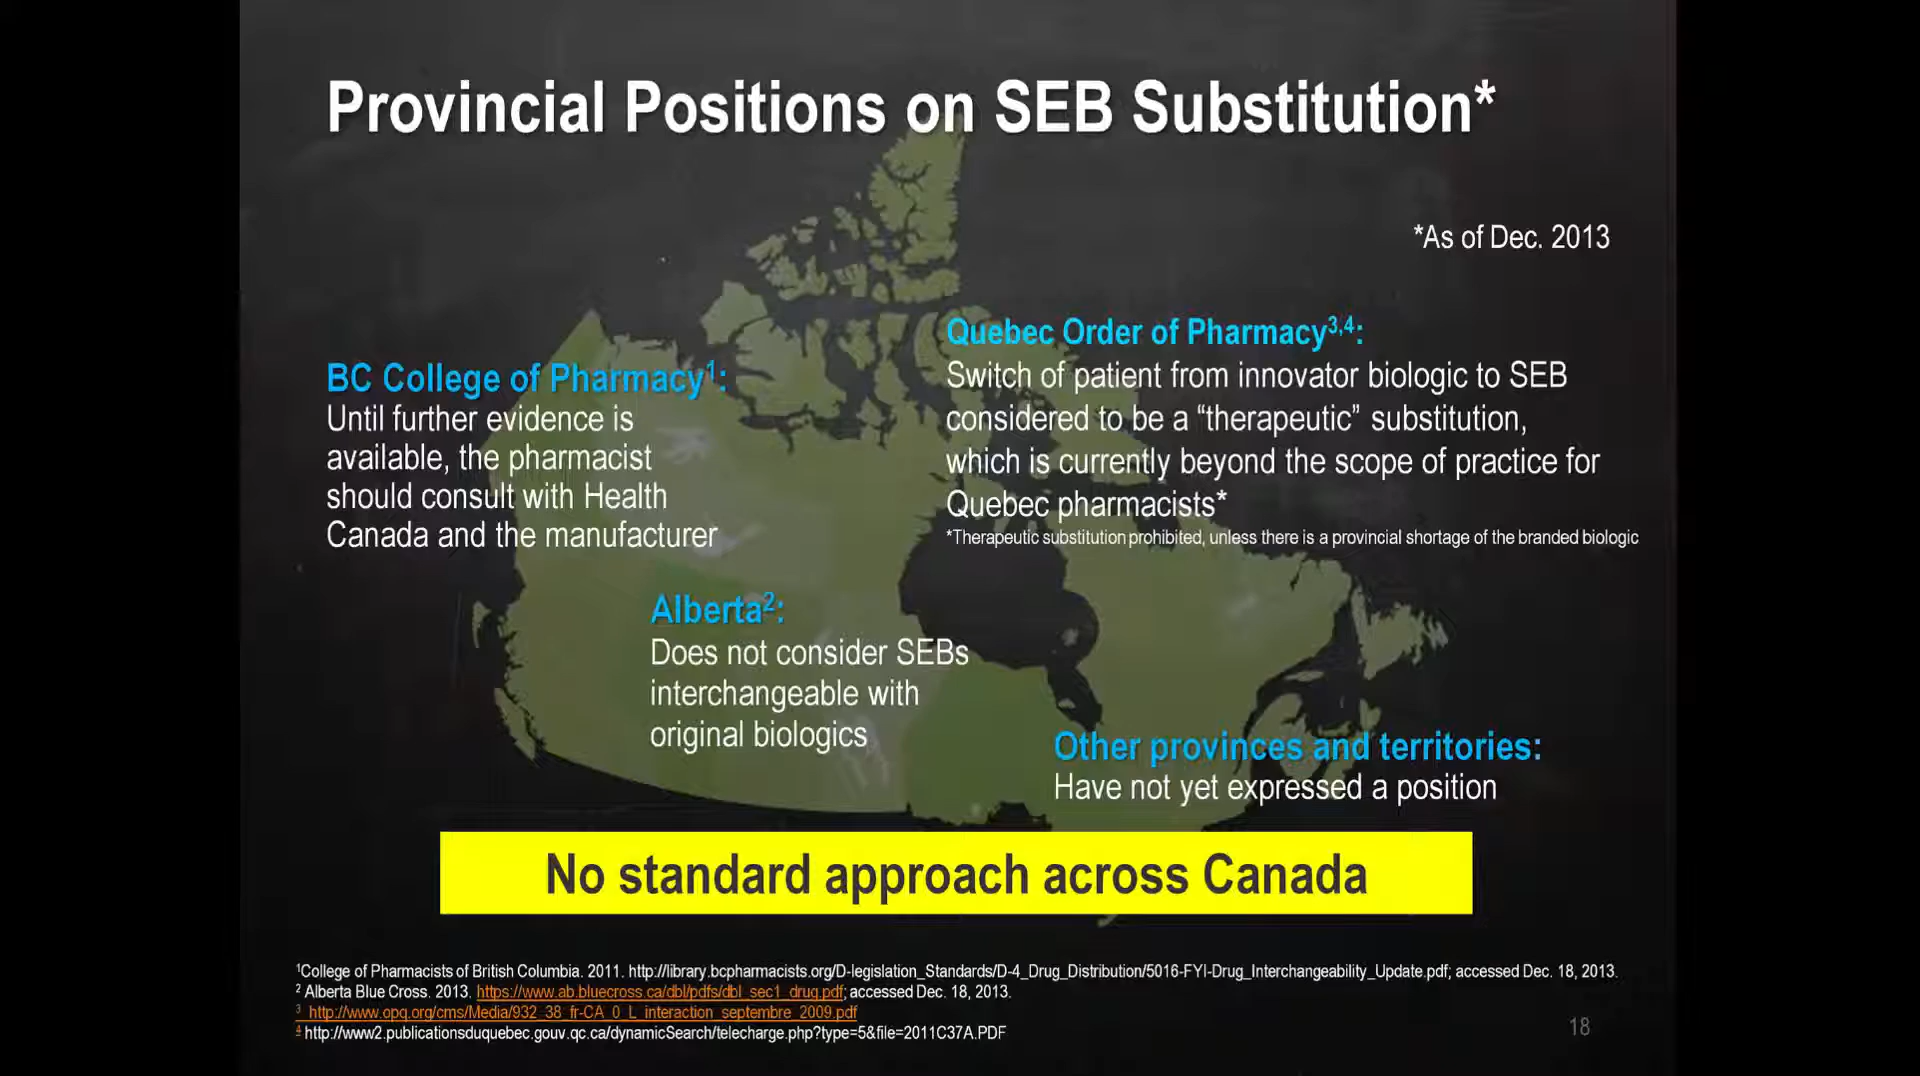 Provincial Positions on SEB Substitution*
*As of Dec. 2013
BC College of Pharmacy¹:
Until further evidence is
available, the pharmacist
should consult with Health
Canada and the manufacturer
Quebec Order of Pharmacy³,⁴:
Switch of patient from innovator biologic to SEB
considered to be a “therapeutic” substitution,
which is currently beyond the scope of practice for
Quebec pharmacists*
*Therapeutic substitution prohibited, unless there is a provincial shortage of the branded biologic
Alberta²:
Does not consider SEBs
interchangeable with
original biologics
Other provinces and territories:
Have not yet expressed a position
No standard approach across Canada
¹College of Pharmacists of British Columbia. 2011. http://library.bcpharmacists.org/D-legislation_Standards/D-4_Drug_Distribution/5016-FYI-Drug_Interchangeability_Update.pdf; accessed Dec. 18, 2013.
² Alberta Blue Cross. 2013. https://www.ab.bluecross.ca/dbl/pdfs/dbl_sec1_drug.pdf; accessed Dec. 18, 2013.
³ http://www.opq.org/cms/Media/932_38_fr-CA_0_L_interaction_septembre_2009.pdf
⁴ http://www2.publicationsduquebec.gouv.qc.ca/dynamicSearch/telecharge.php?type=5&file=2011C37A.PDF
18